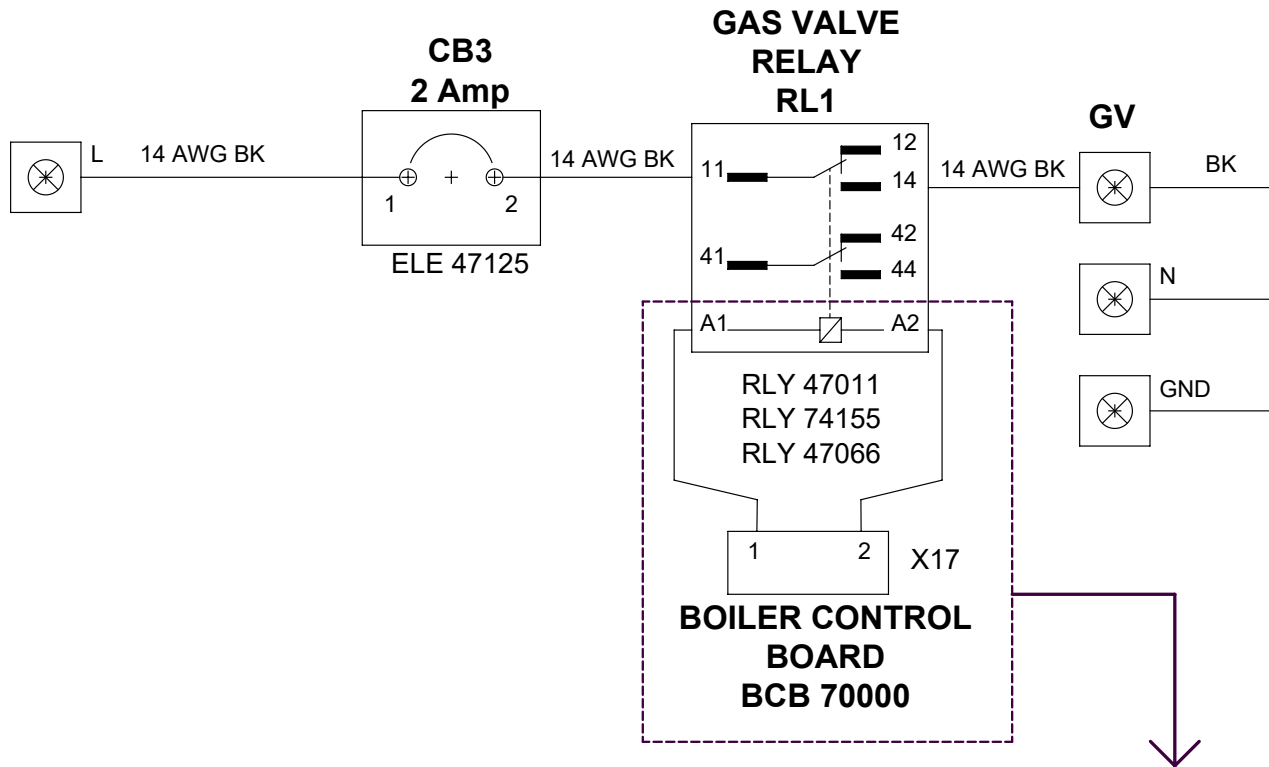 CB3
2 Amp
GAS VALVE
RELAY
RL1
GV
L
14 AWG BK
1
2
ELE 47125
14 AWG BK
11
12
14
41
42
44
A1
A2
14 AWG BK
BK
N
GND
RLY 47011
RLY 74155
RLY 47066
1
2
X17
BOILER CONTROL
BOARD
BCB 70000